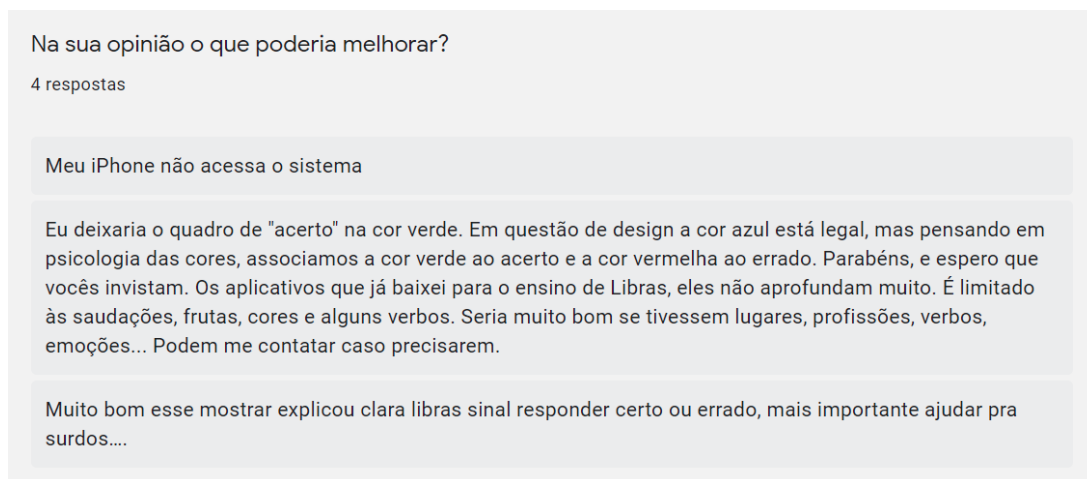 Na sua opinião o que poderia melhorar?
4 respostas
Meu iPhone não acessa o sistema
Eu deixaria o quadro de "acerto" na cor verde. Em questão de design a cor azul está legal, mas pensando em
psicologia das cores, associamos a cor verde ao acerto e a cor vermelha ao errado. Parabéns, e espero que
vocês invistam. Os aplicativos que já baixei para o ensino de Libras, eles não aprofundam muito. É limitado
às saudações, frutas, cores e alguns verbos. Seria muito bom se tivessem lugares, profissões, verbos,
emoções... Podem me contatar caso precisarem.
Muito bom esse mostrar explicou clara libras sinal responder certo ou errado, mais importante ajudar pra
surdos....